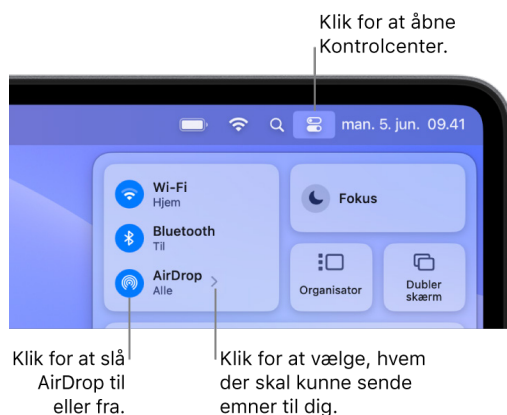 Klik for at åbne
Kontrolcenter.
man. 5. jun. 09.41
Wi-Fi
Hjem
Fokus
Bluetooth
Til
AirDrop
Alle
Organisator
Dubler
skærm
Klik for at slå
AirDrop til
eller fra.
Klik for at vælge, hvem
der skal kunne sende
emner til dig.